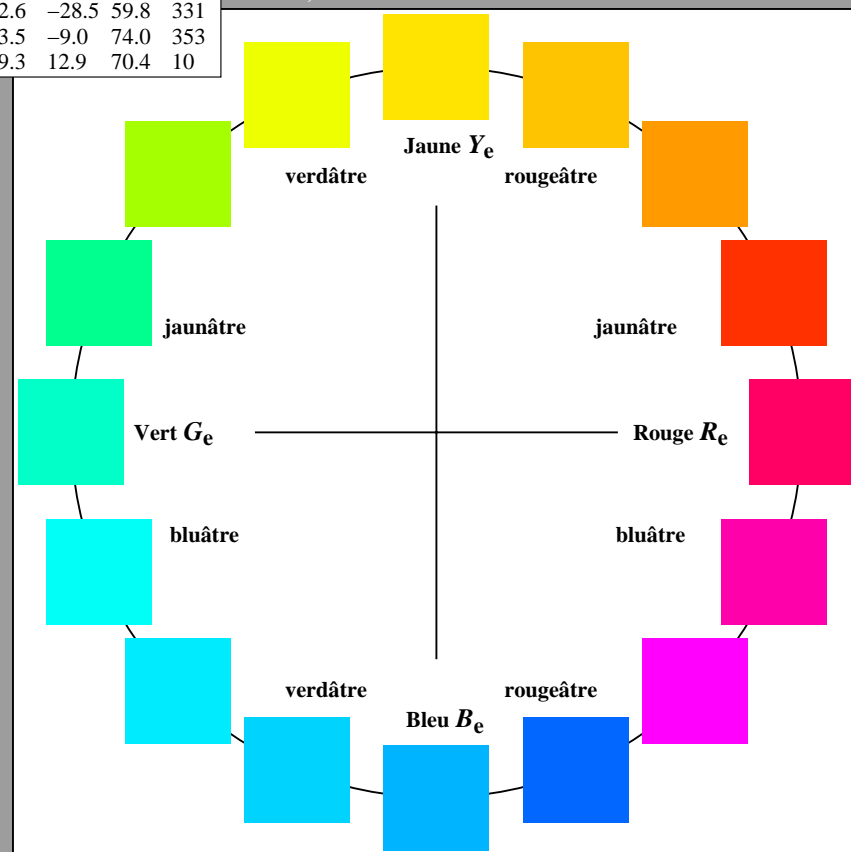 2.6 −28.5 59.8 331
3.5 −9.0 74.0 353
9.3 12.9 70.4 10
Jaune Ye
verdâtre rougeâtre
jaunâtre jaunâtre
Vert Ge Rouge Re
bluâtre bluâtre
verdâtre rougeâtre
Bleu Be